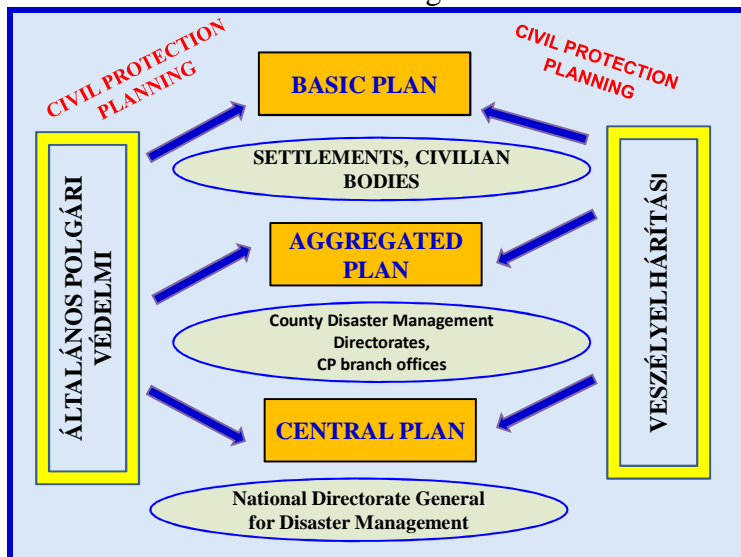 CIVIL PROTECTION
PLANNING
CIVIL PROTECTION
PLANNING
BASIC PLAN
SETTLEMENTS, CIVILIAN
BODIES
ÁLTALÁNOS POLGÁRI
VÉDELMI
AGGREGATED
PLAN
VESZÉLYELHÁRÍTÁSI
County Disaster Management
Directorates,
CP branch offices
CENTRAL PLAN
National Directorate General
for Disaster Management